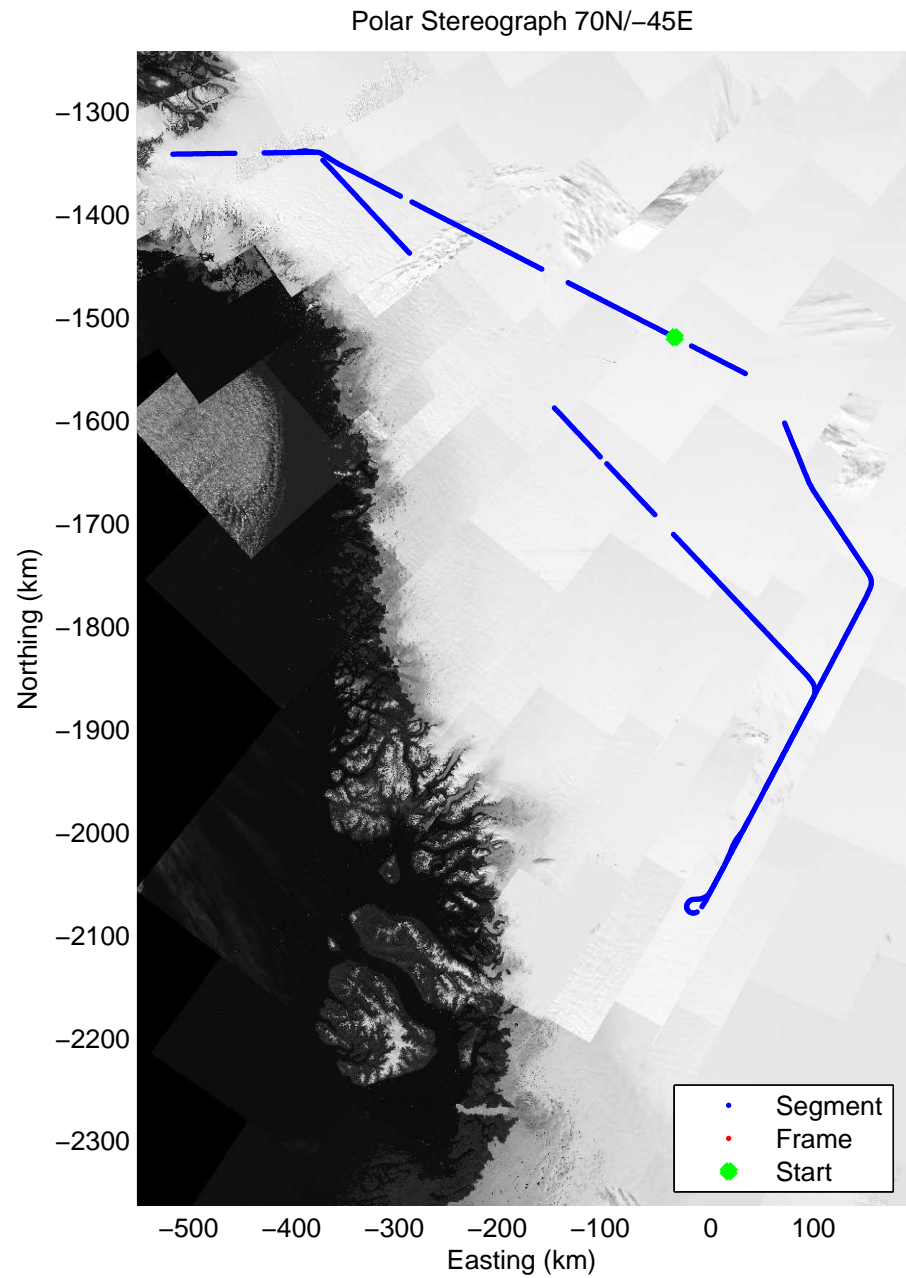 Polar Stereograph 70N/−45E
−1300
−1400
−1500
−1600
−1700
−1800
−1900
−2000
−2100
−2200
−2300
Northing (km)
Segment
Frame
Start
−500 −400 −300 −200 −100 0 100
Easting (km)